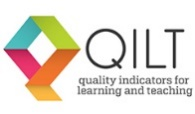 QILT
quality indicators for
learning and teaching